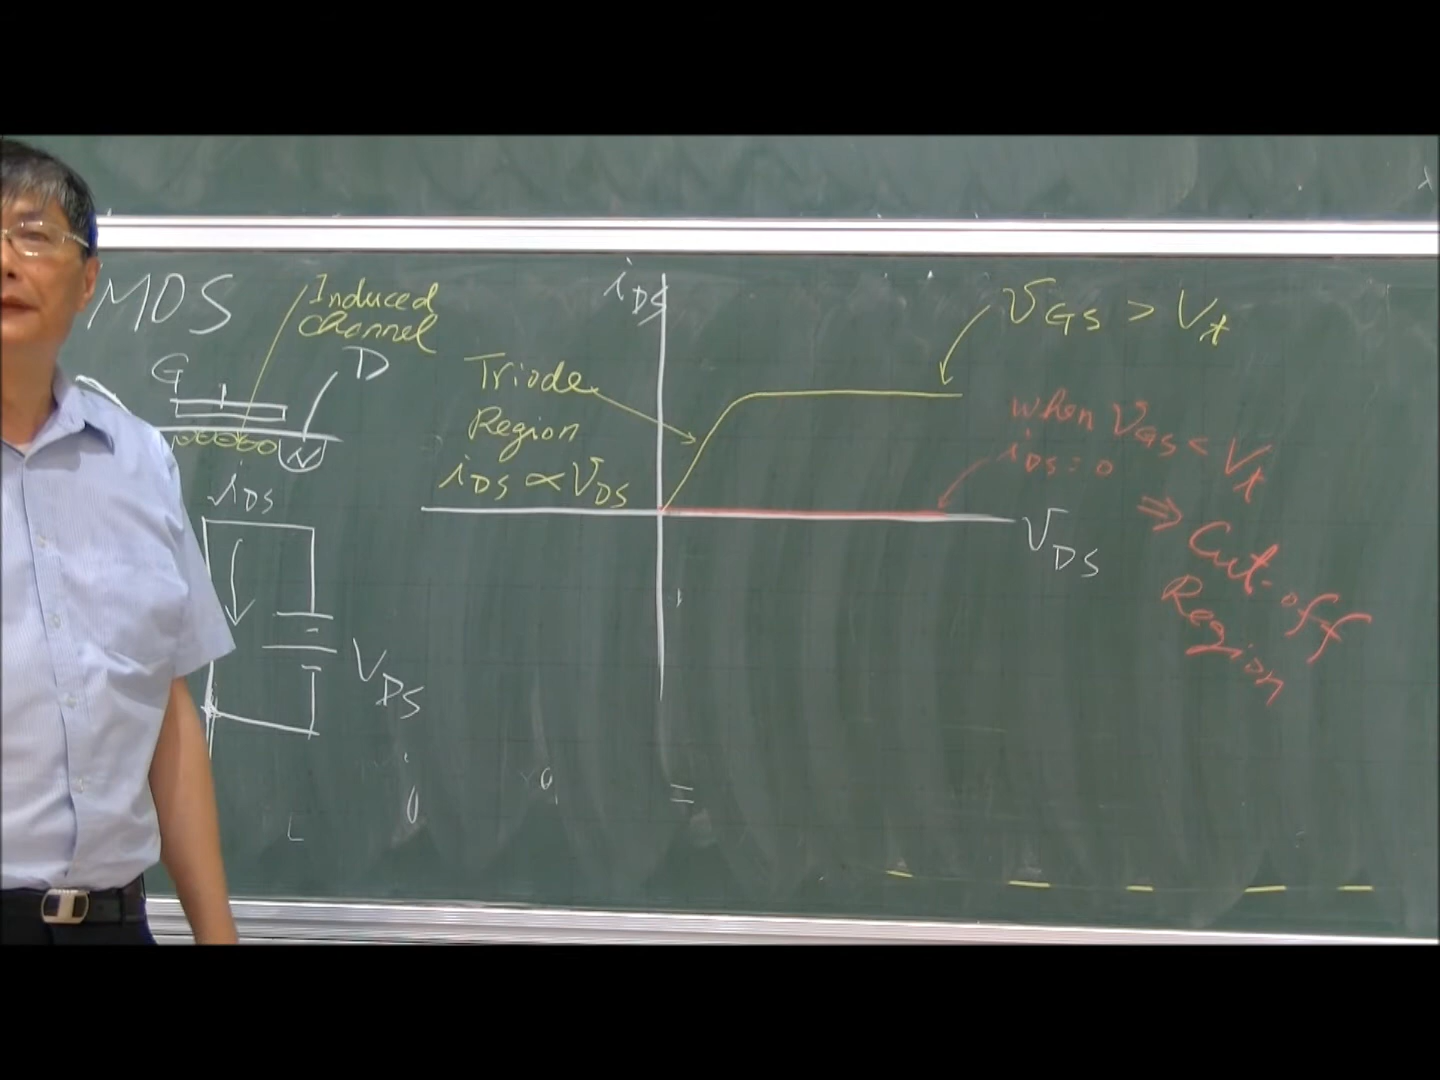 MOS
Induced
channel
G
D
N
iDS
VDS
iDS
Triode
Region
iDS ∝ VDS
VGS > Vt
when VGS < Vt
iDS = 0
⇒ Cut-off
Region
VDS
=